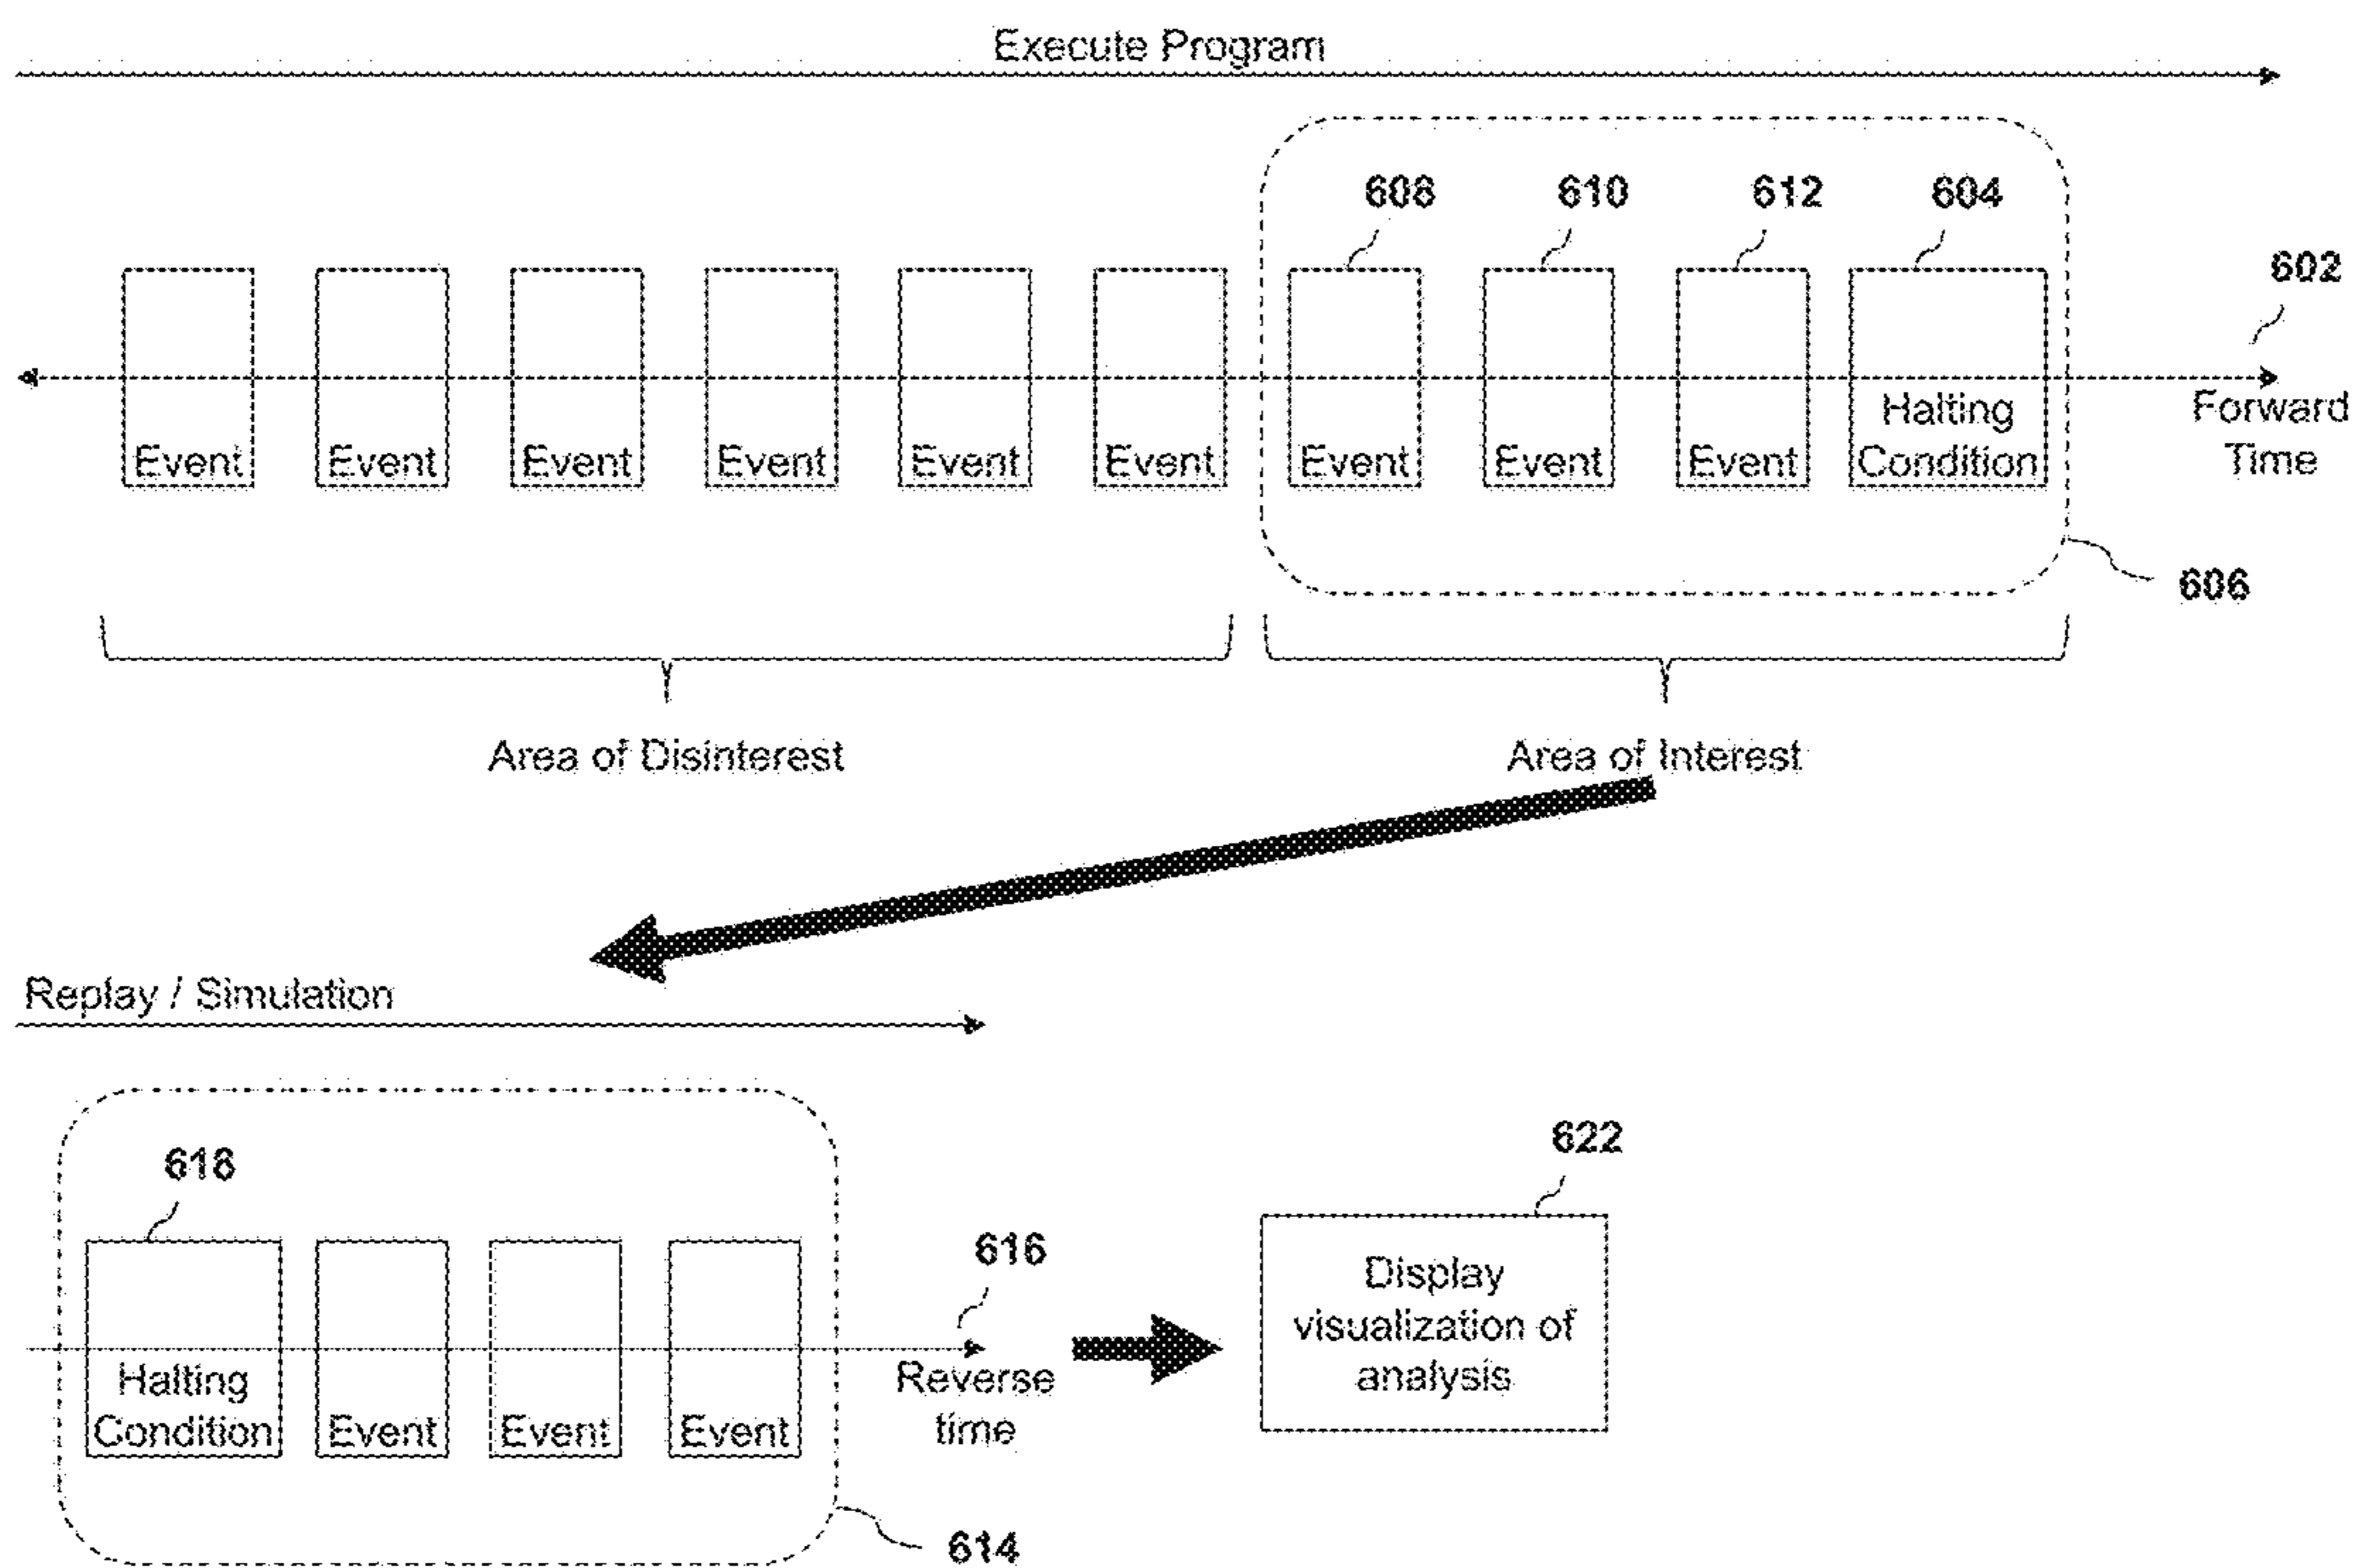 Execute Program
608
610
612
604
602
Event
Event
Event
Event
Event
Event
Event
Event
Event
Halting
Condition
Forward
Time
606
Area of Disinterest
Area of Interest
Replay / Simulation
618
616
622
Halting
Condition
Event
Event
Event
Reverse
time
Display
visualization of
analysis
614